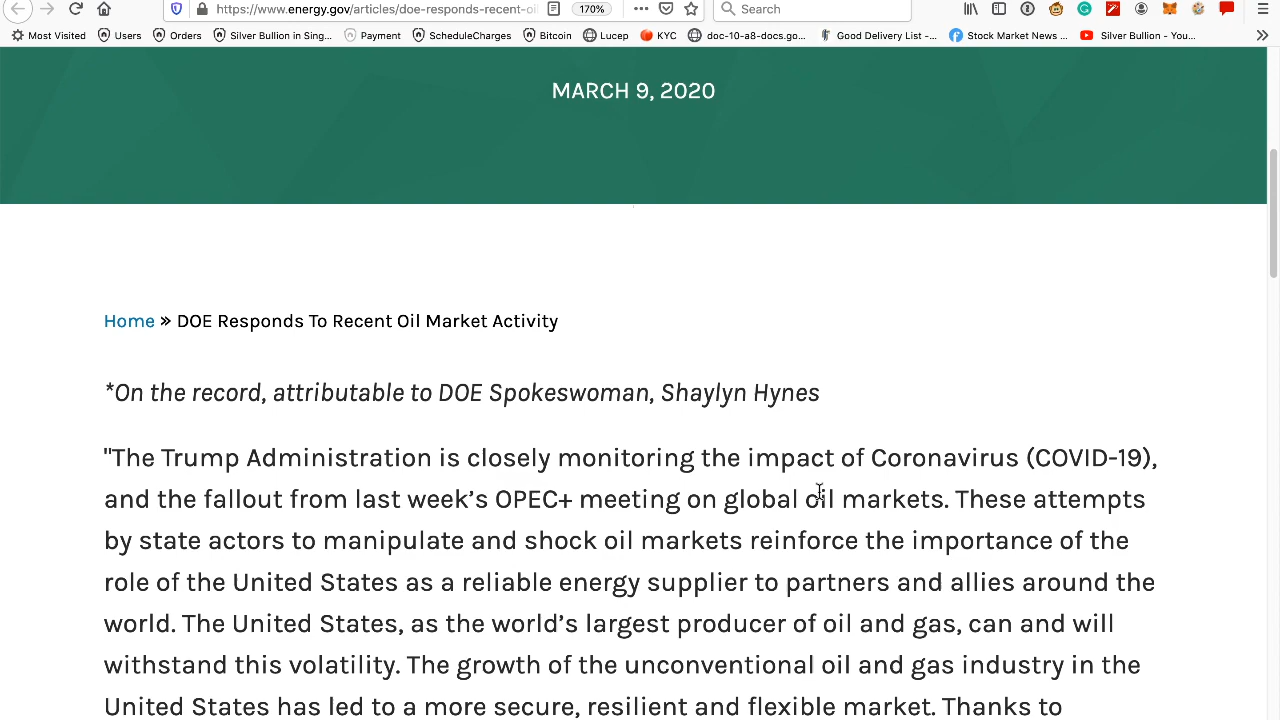 https://www.energy.gov/articles/doe-responds-recent-oi
170%
Search
Most Visited
Users
Orders
Silver Bullion in Sing...
Payment
ScheduleCharges
Bitcoin
Lucep
KYC
doc-10-a8-docs.go...
Good Delivery List -...
Stock Market News ...
Silver Bullion - You...
MARCH 9, 2020
Home » DOE Responds To Recent Oil Market Activity
*On the record, attributable to DOE Spokeswoman, Shaylyn Hynes
"The Trump Administration is closely monitoring the impact of Coronavirus (COVID-19),
and the fallout from last week’s OPEC+ meeting on global oil markets. These attempts
by state actors to manipulate and shock oil markets reinforce the importance of the
role of the United States as a reliable energy supplier to partners and allies around the
world. The United States, as the world’s largest producer of oil and gas, can and will
withstand this volatility. The growth of the unconventional oil and gas industry in the
United States has led to a more secure, resilient and flexible market. Thanks to